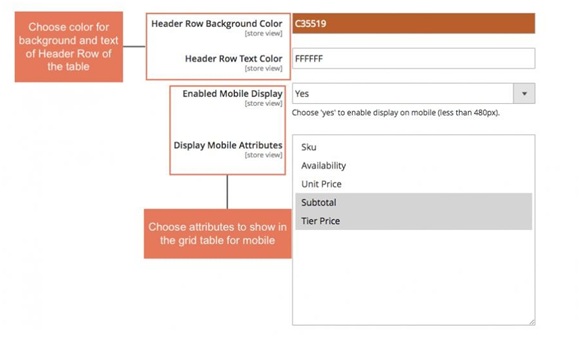 Choose color for
background and text
of Header Row of
the table
Header Row Background Color
[store view]
C35519
Header Row Text Color
[store view]
FFFFFF
Enabled Mobile Display
[store view]
Yes
Choose 'yes' to enable display on mobile (less than 480px).
Display Mobile Attributes
[store view]
Sku
Availability
Unit Price
Subtotal
Tier Price
Choose attributes to show in
the grid table for mobile